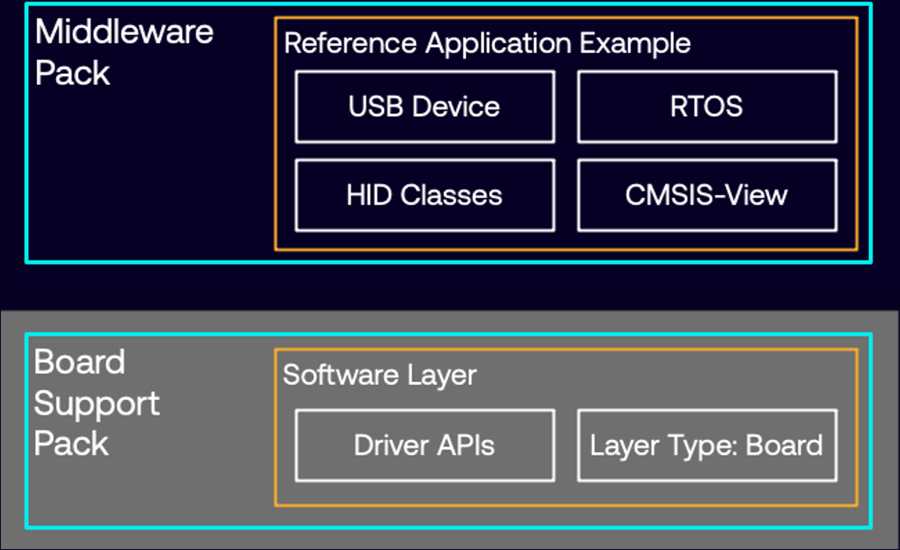 Middleware
Pack
Reference Application Example
USB Device
RTOS
HID Classes
CMSIS-View
Board
Support
Pack
Software Layer
Driver APIs
Layer Type: Board